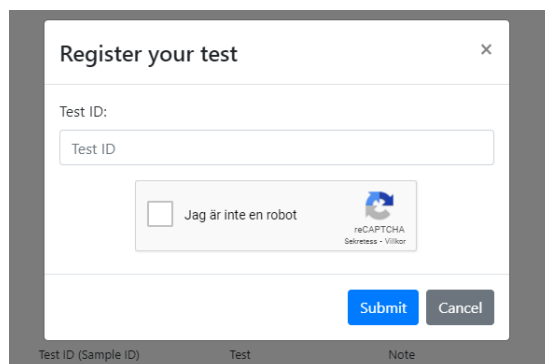 Register your test
×
Test ID:
Test ID
Jag är inte en robot
reCAPTCHA
Sekretess - Villkor
Submit Cancel
Test ID (Sample ID) Test Note